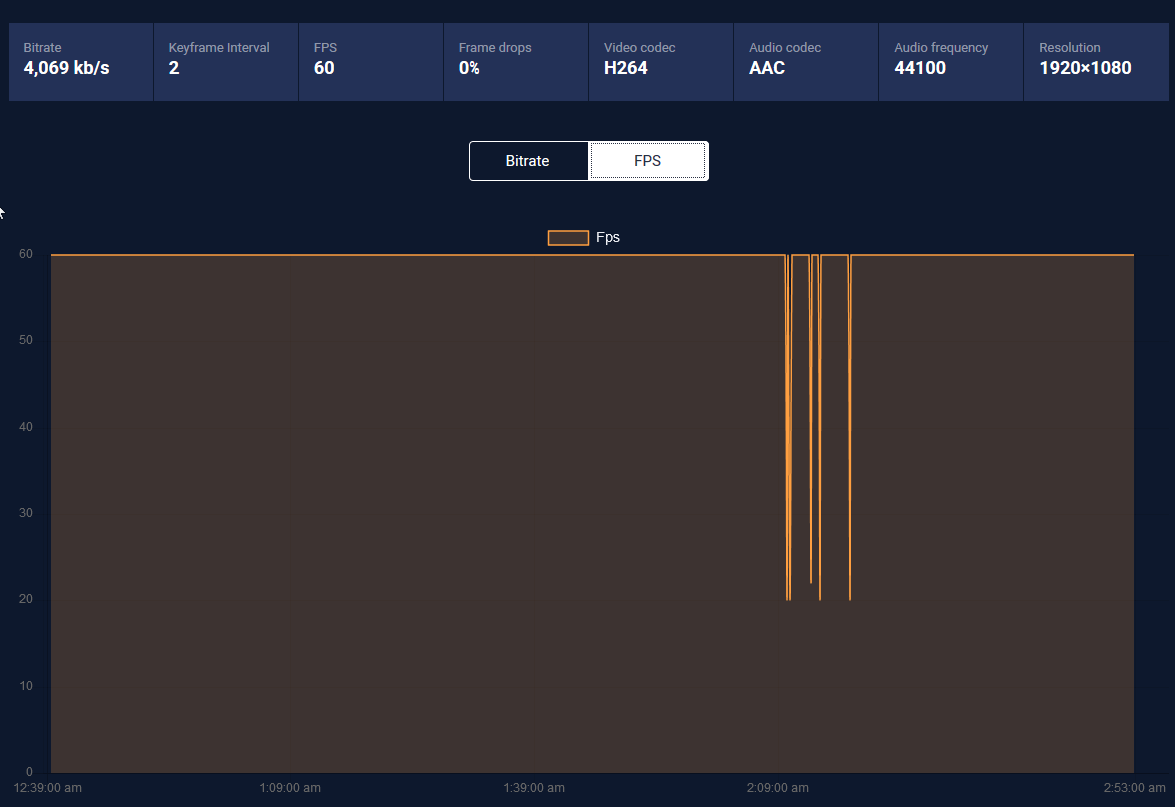 Bitrate
4,069 kb/s
Keyframe Interval
2
FPS
60
Frame drops
0%
Video codec
H264
Audio codec
AAC
Audio frequency
44100
Resolution
1920×1080
Bitrate
FPS
Fps
60
50
40
30
20
10
0
12:39:00 am
1:09:00 am
1:39:00 am
2:09:00 am
2:53:00 am